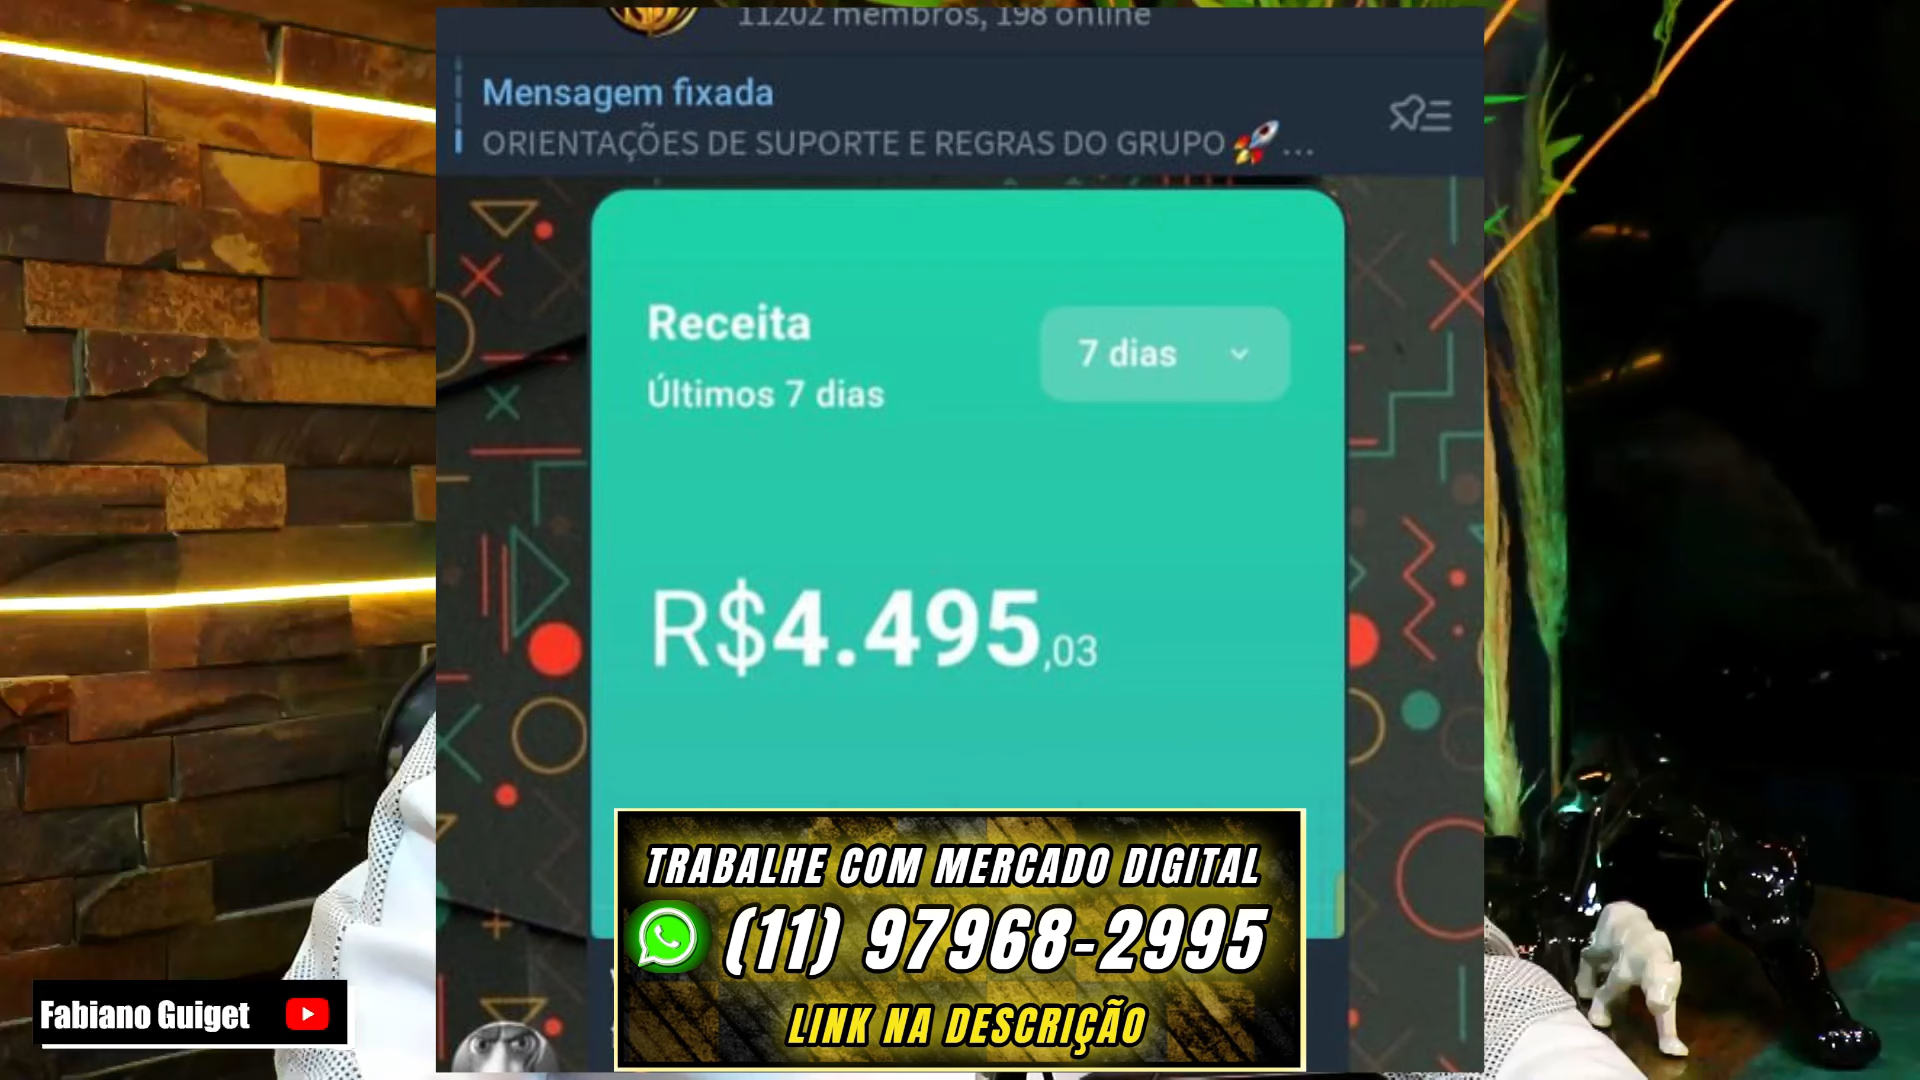 11202 membros, 198 online
Mensagem fixada
ORIENTAÇÕES DE SUPORTE E REGRAS DO GRUPO 🚀 ...
Receita
7 dias
Últimos 7 dias
R$4.495,03
TRABALHE COM MERCADO DIGITAL
(11) 97968-2995
LINK NA DESCRIÇÃO
Fabiano Guiget